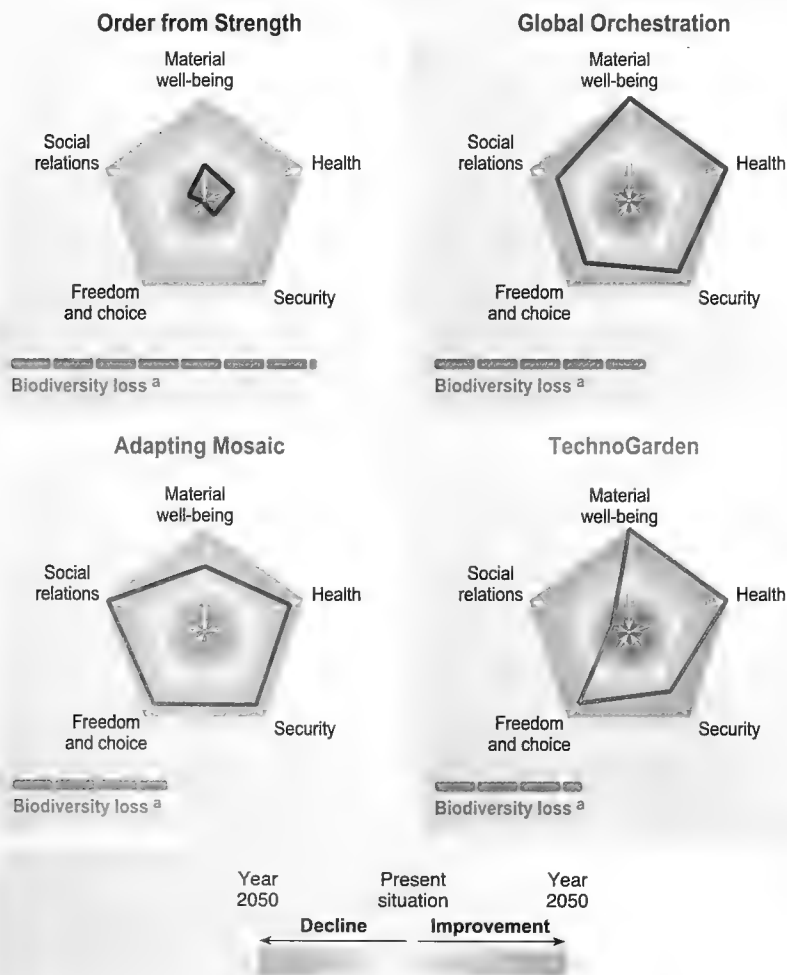 Order from Strength
Material
well-being
Social
relations
Health
Freedom
and choice
Security
Biodiversity loss a
Global Orchestration
Material
well-being
Social
relations
Health
Freedom
and choice
Security
Biodiversity loss a
Adapting Mosaic
Material
well-being
Social
relations
Health
Freedom
and choice
Security
Biodiversity loss a
TechnoGarden
Material
well-being
Social
relations
Health
Freedom
and choice
Security
Biodiversity loss a
Year
2050
Present
situation
Year
2050
Decline
Improvement